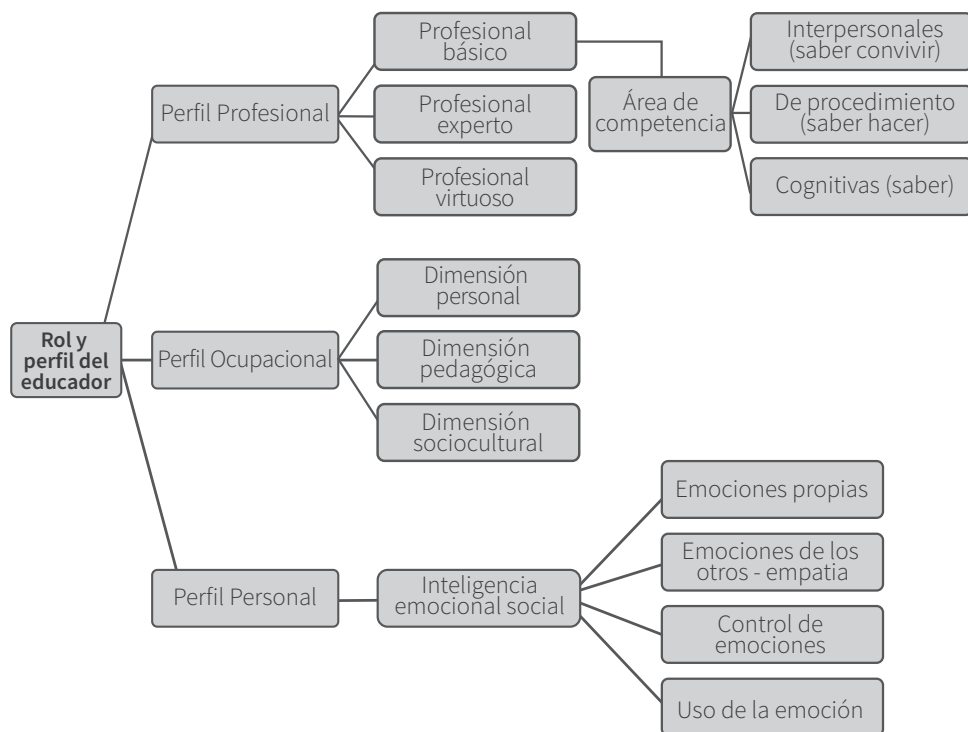 Profesional
básico
Interpersonales
(saber convivir)
Perfil Profesional
Profesional
experto
Área de
competencia
De procedimiento
(saber hacer)
Profesional
virtuoso
Cognitivas (saber)
Dimensión
personal
Rol y
perfil del
educador
Perfil Ocupacional
Dimensión
pedagógica
Dimensión
sociocultural
Emociones propias
Emociones de los
otros - empatia
Perfil Personal
Inteligencia
emocional social
Control de
emociones
Uso de la emoción